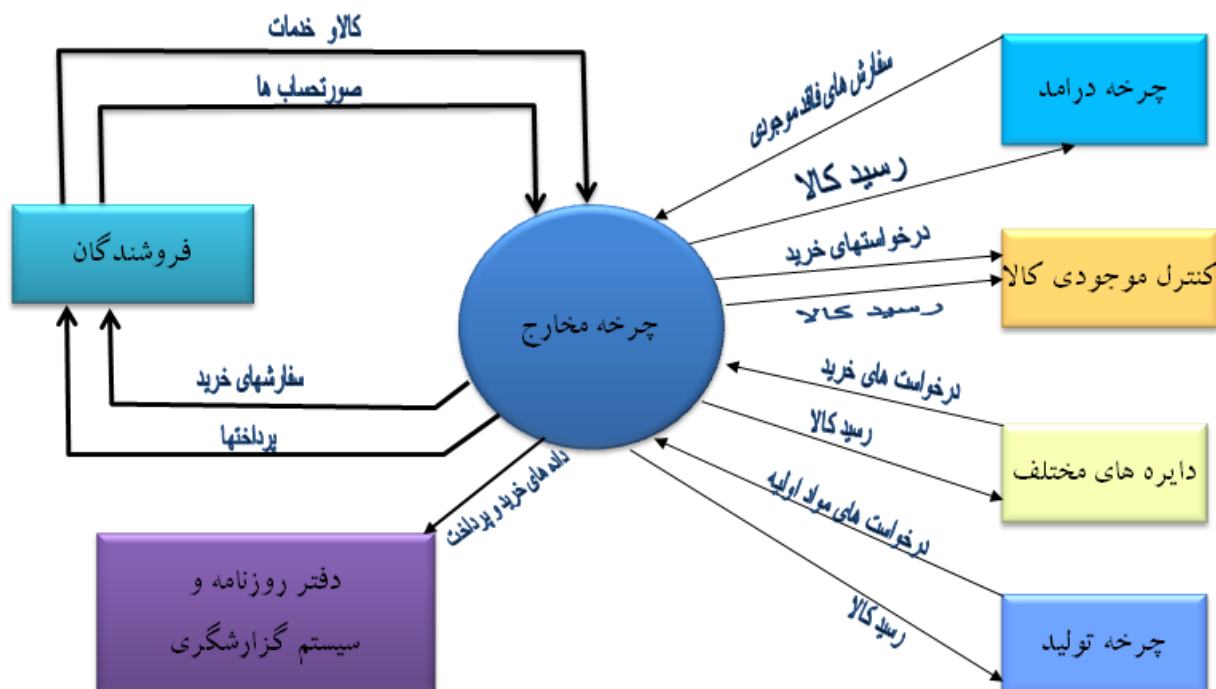 کالاو خدمات
صورتحساب ها
فروشندگان
سفارشهای خرید
پرداختها
چرخه مخارج
داده های خرید و پرداخت
دفتر روزنامه و
سیستم گزارشگری
چرخه درامد
سفارش های فاقد موجودی
رسید کالا
کنترل موجودی کالا
درخواستهای خرید
رسید کالا
دایره های مختلف
درخواست های خرید
رسید کالا
چرخه تولید
درخواست های مواد اولیه
رسید کالا